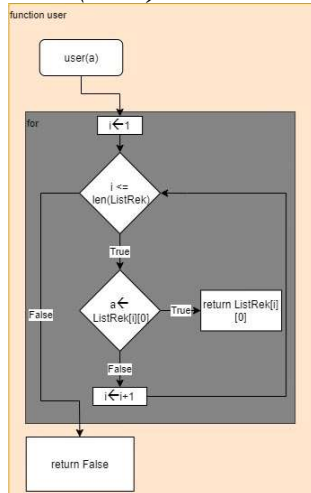 function user
user(a)
for
i←1
i <=
len(ListRek)
True
a←
ListRek[i][0]
True
return ListRek[i]
[0]
False
False
i←i+1
return False